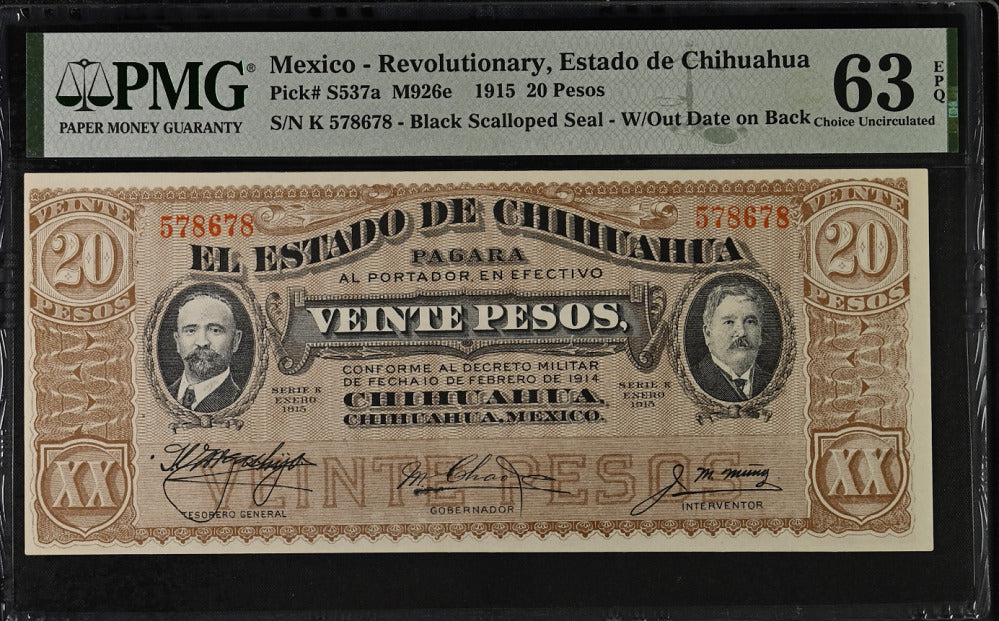 PMG®
PAPER MONEY GUARANTY
Mexico - Revolutionary, Estado de Chihuahua
Pick# S537a M926e 1915 20 Pesos
S/N K 578678 - Black Scalloped Seal - W/Out Date on Back
63
EPQ
Choice Uncirculated
VEINTE
20
PESOS
578678
578678
VEINTE
20
PESOS
EL ESTADO DE CHIHUAHUA
PAGARA
AL PORTADOR, EN EFECTIVO
VEINTE PESOS,
CONFORME AL DECRETO MILITAR
DE FECHA 10 DE FEBRERO DE 1914
CHIHUAHUA,
CHIHUAHUA, MEXICO.
SERIE K
ENERO
1915
SERIE K
ENERO
1915
XX
VEINTE PESOS
XX
TESORERO GENERAL
M. Chao
GOBERNADOR
INTERVENTOR